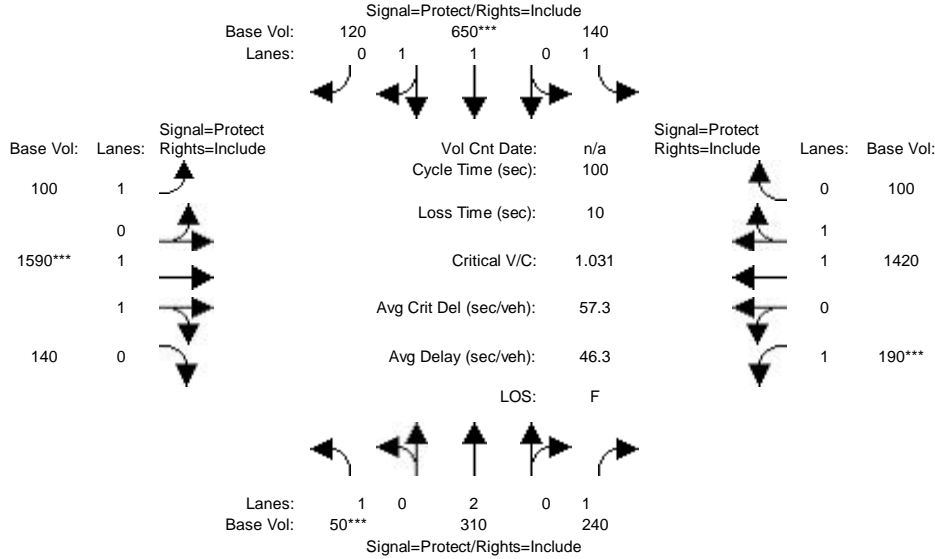 Signal=Protect/Rights=Include
Base Vol: 120 650*** 140
Lanes: 0 1 1 0 1
Signal=Protect
Base Vol: Lanes: Rights=Include
Vol Cnt Date: n/a
Signal=Protect
Rights=Include Lanes: Base Vol:
Cycle Time (sec): 100
100 1
0 100
Loss Time (sec): 10
0
1
1590*** 1
Critical V/C: 1.031
1 1420
1
Avg Crit Del (sec/veh): 57.3
0
140 0
Avg Delay (sec/veh): 46.3
1 190***
LOS: F
Lanes: 1 0 2 0 1
Base Vol: 50*** 310 240
Signal=Protect/Rights=Include